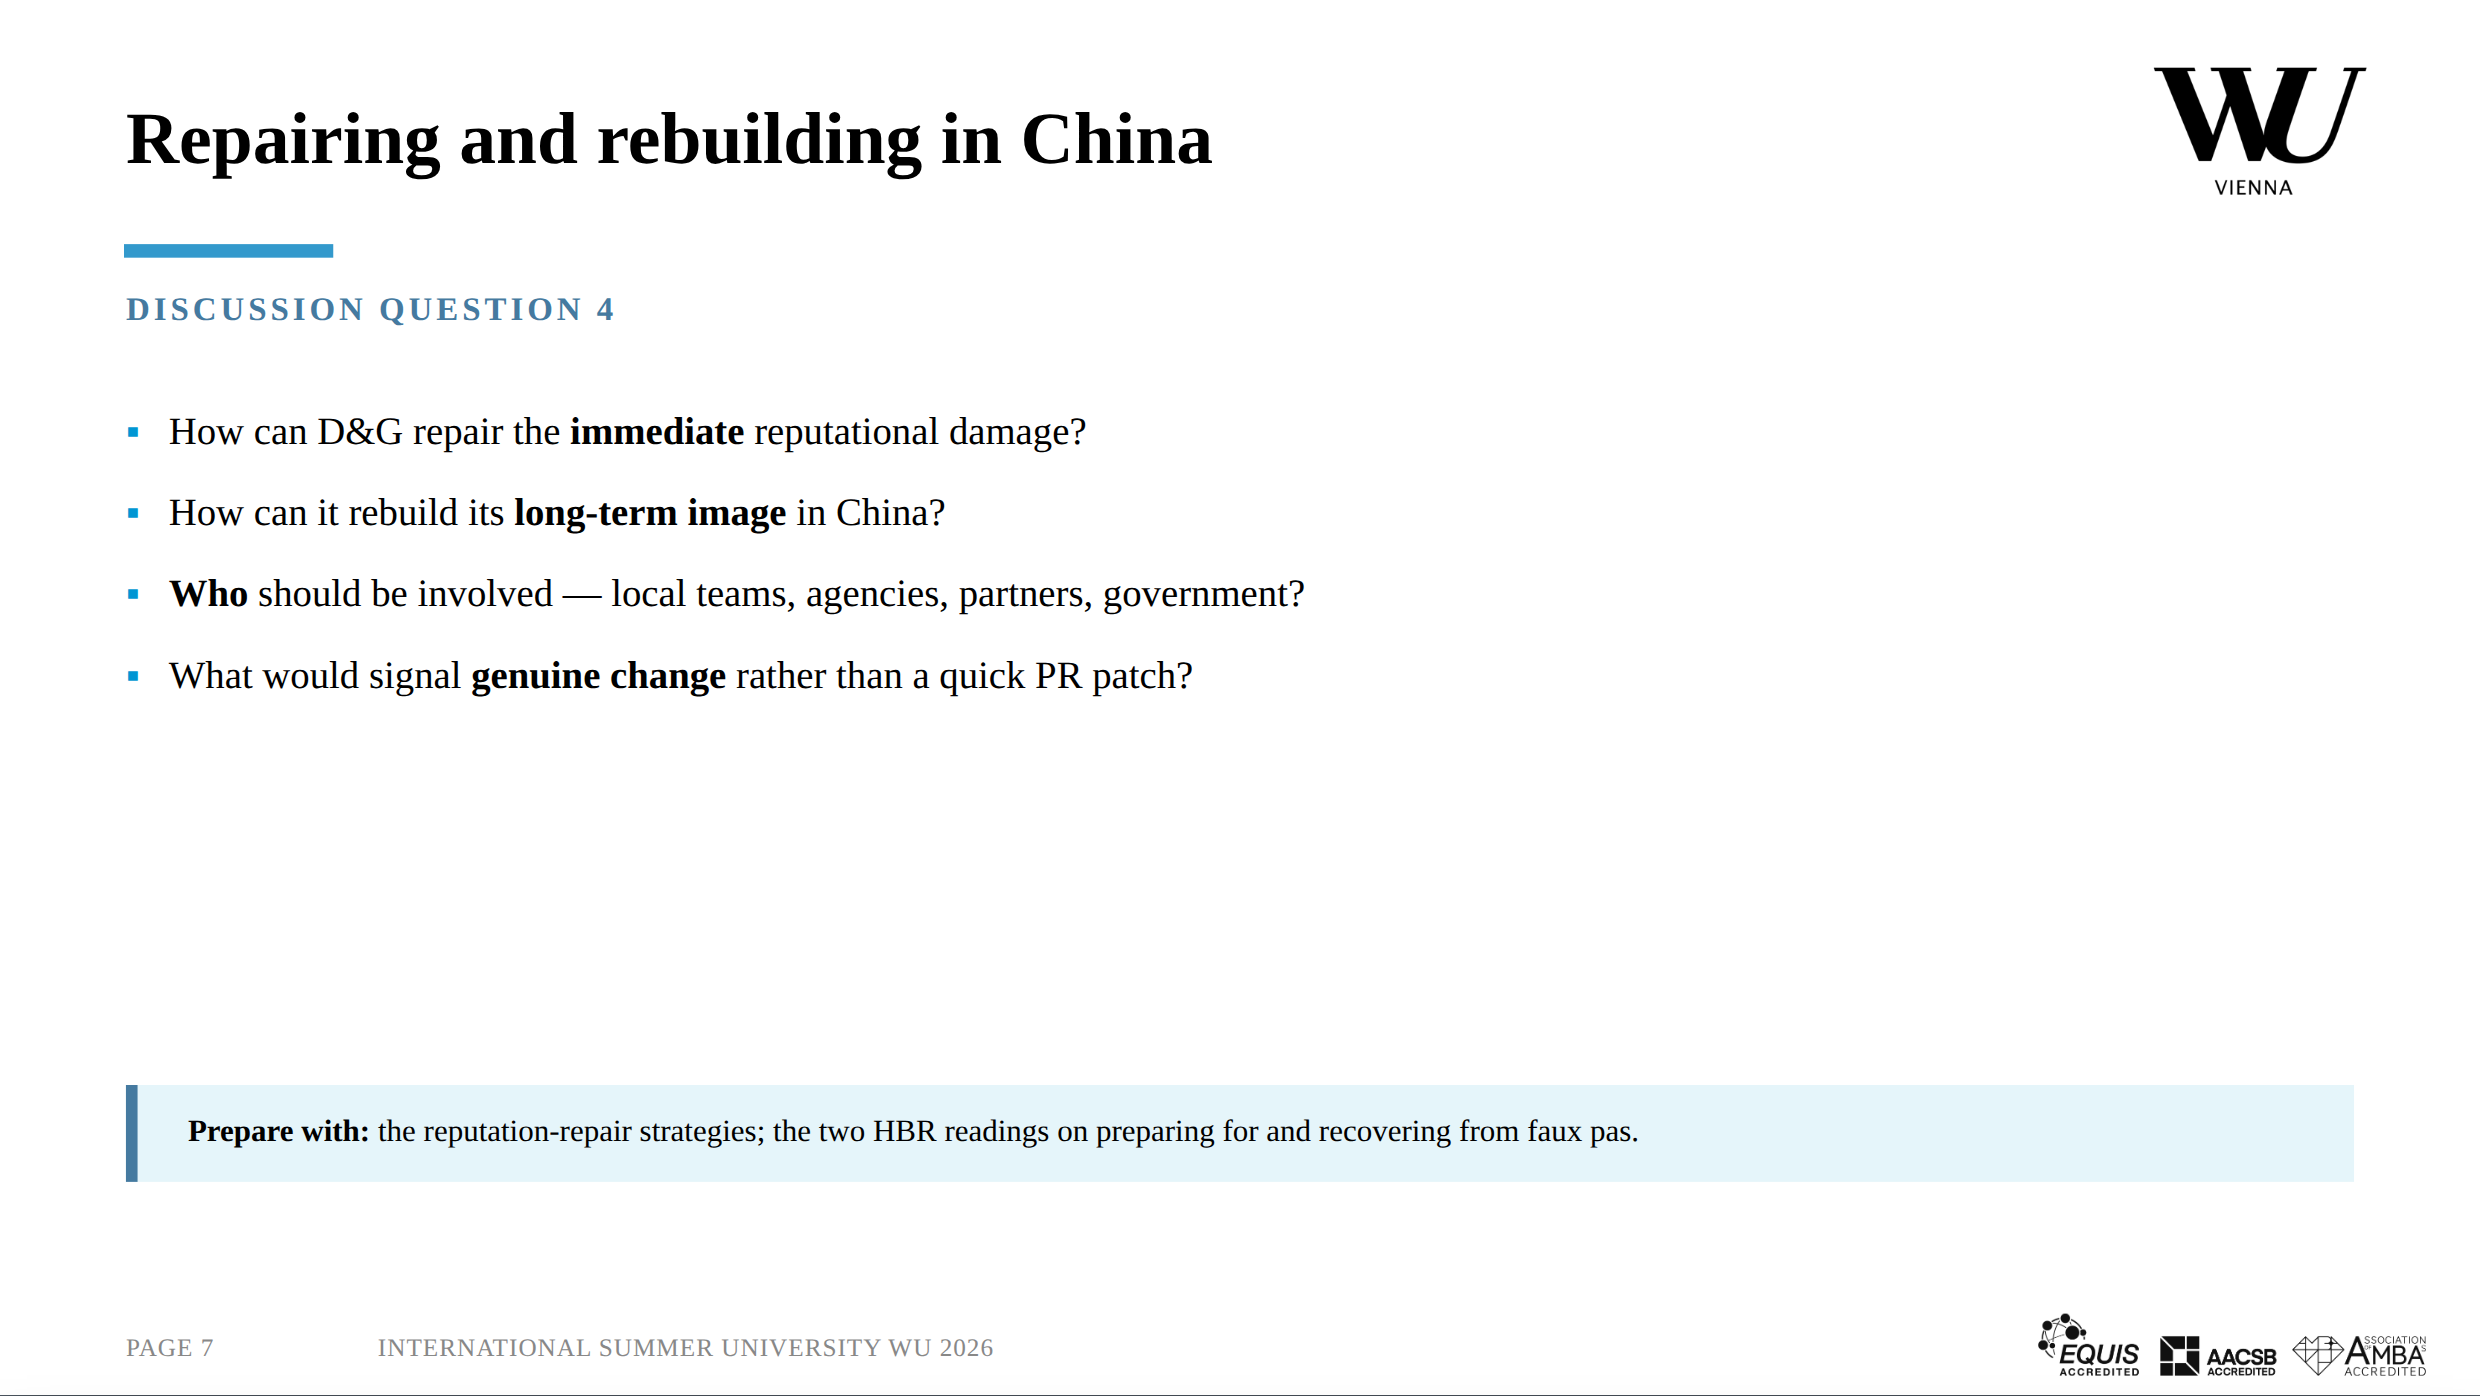 Repairing and rebuilding in China
WU
VIENNA
DISCUSSION QUESTION 4
▪ How can D&G repair the immediate reputational damage?
▪ How can it rebuild its long-term image in China?
▪ Who should be involved — local teams, agencies, partners, government?
▪ What would signal genuine change rather than a quick PR patch?
Prepare with: the reputation-repair strategies; the two HBR readings on preparing for and recovering from faux pas.
PAGE 7
INTERNATIONAL SUMMER UNIVERSITY WU 2026
EQUIS
ACCREDITED
AACSB
ACCREDITED
ASSOCIATION
OF
AMBAS
ACCREDITED